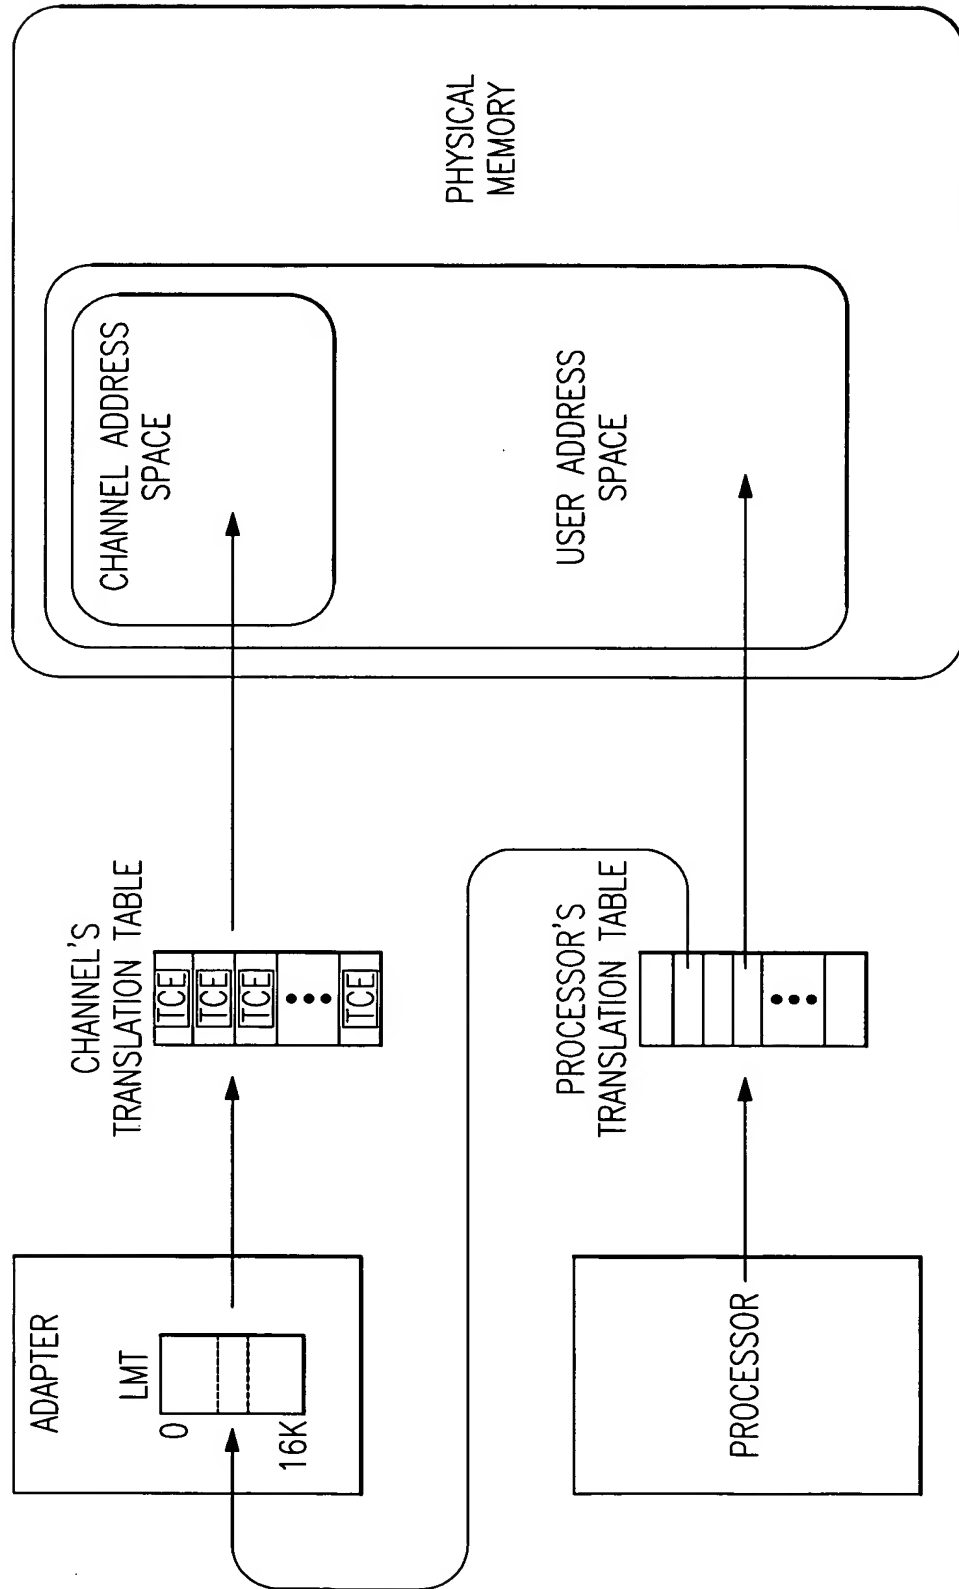 ADAPTER
LMT
0
16K
CHANNEL'S
TRANSLATION TABLE
TCE
TCE
TCE
•••
TCE
CHANNEL ADDRESS
SPACE
PHYSICAL
MEMORY
PROCESSOR
PROCESSOR'S
TRANSLATION TABLE
•••
USER ADDRESS
SPACE